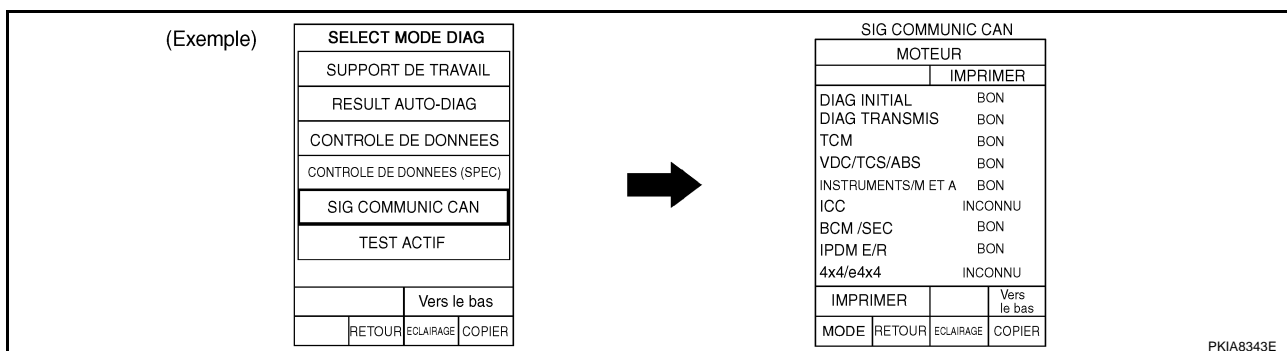 (Exemple)
SELECT MODE DIAG
SUPPORT DE TRAVAIL
RESULT AUTO-DIAG
CONTROLE DE DONNEES
CONTROLE DE DONNEES (SPEC)
SIG COMMUNIC CAN
TEST ACTIF
Vers le bas
RETOUR ECLAIRAGE COPIER
SIG COMMUNIC CAN
MOTEUR
IMPRIMER
DIAG INITIAL BON
DIAG TRANSMIS BON
TCM BON
VDC/TCS/ABS BON
INSTRUMENTS/M ET A BON
ICC INCONNU
BCM /SEC BON
IPDM E/R BON
4x4/e4x4 INCONNU
IMPRIMER Vers
le bas
MODE RETOUR ECLAIRAGE COPIER
PKIA8343E